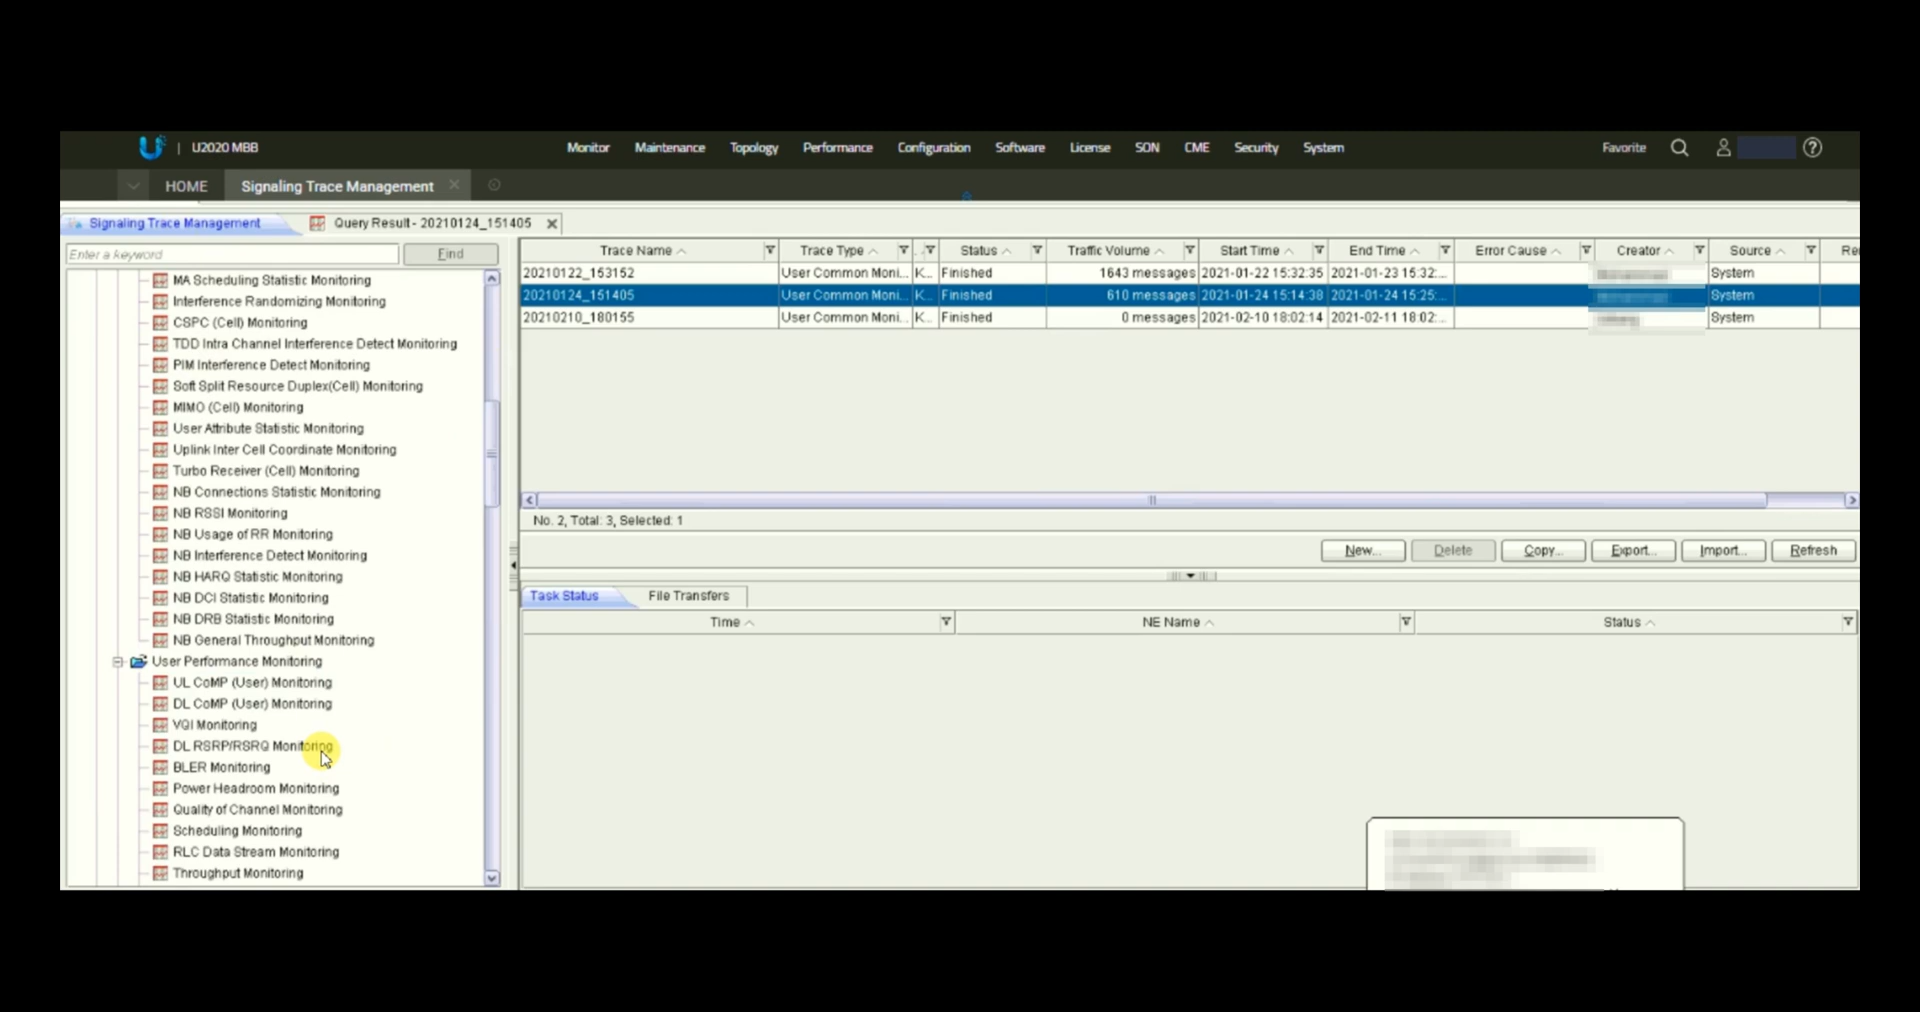 U2020 MBB Monitor Maintenance Topology Performance Configuration Software License SON CME Security System Favorite
HOME Signaling Trace Management
Signaling Trace Management Query Result - 20210124_151405
Enter a keyword Find
MA Scheduling Statistic Monitoring
Interference Randomizing Monitoring
CSPC (Cell) Monitoring
TDD Intra Channel Interference Detect Monitoring
PIM Interference Detect Monitoring
Soft Split Resource Duplex(Cell) Monitoring
MIMO (Cell) Monitoring
User Attribute Statistic Monitoring
Uplink Inter Cell Coordinate Monitoring
Turbo Receiver (Cell) Monitoring
NB Connections Statistic Monitoring
NB RSSI Monitoring
NB Usage of RR Monitoring
NB Interference Detect Monitoring
NB HARQ Statistic Monitoring
NB DCI Statistic Monitoring
NB DRB Statistic Monitoring
NB General Throughput Monitoring
User Performance Monitoring
UL CoMP (User) Monitoring
DL CoMP (User) Monitoring
VQI Monitoring
DL RSRP/RSRQ Monitoring
BLER Monitoring
Power Headroom Monitoring
Quality of Channel Monitoring
Scheduling Monitoring
RLC Data Stream Monitoring
Throughput Monitoring
Trace Name Trace Type ... Status Traffic Volume Start Time End Time Error Cause Creator Source Re
20210122_153152 User Common Moni... K... Finished 1643 messages 2021-01-22 15:32:35 2021-01-23 15:32:... System
20210124_151405 User Common Moni... K... Finished 610 messages 2021-01-24 15:14:38 2021-01-24 15:25:... System
20210210_180155 User Common Moni... K... Finished 0 messages 2021-02-10 18:02:14 2021-02-11 18:02:... System
No. 2, Total: 3, Selected: 1
New... Delete Copy... Export... Import... Refresh
Task Status File Transfers
Time NE Name Status